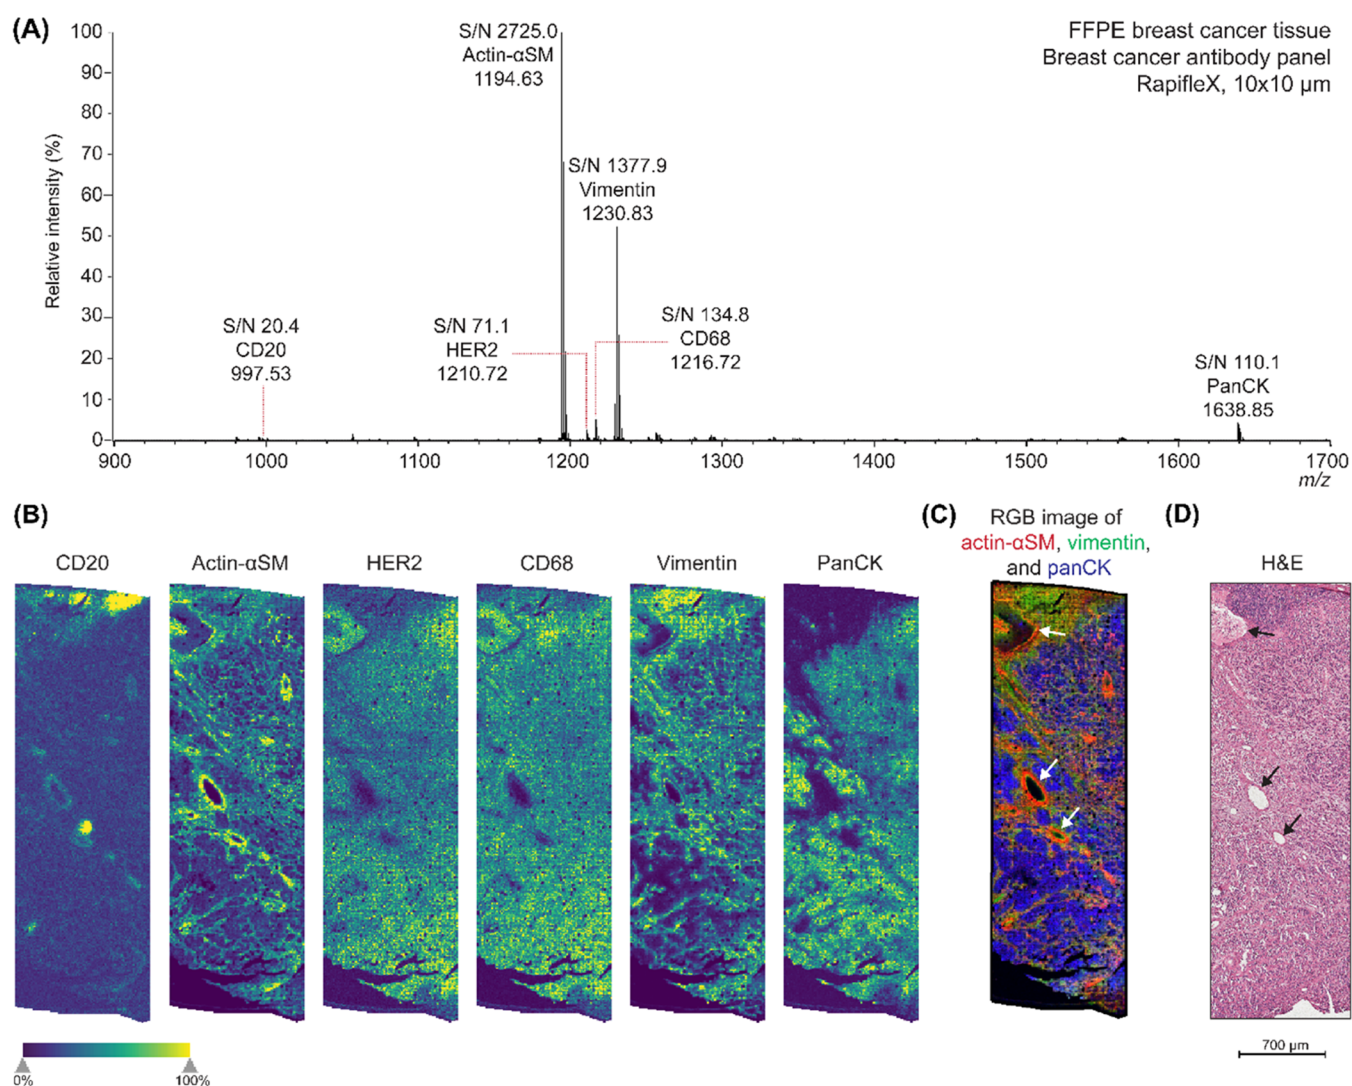 (A)
FFPE breast cancer tissue
Breast cancer antibody panel
RapifleX, 10x10 µm
Relative intensity (%)
100
90
80
70
60
50
40
30
20
10
0
S/N 2725.0
Actin-αSM
1194.63
S/N 1377.9
Vimentin
1230.83
S/N 20.4
CD20
997.53
S/N 71.1
HER2
1210.72
S/N 134.8
CD68
1216.72
S/N 110.1
PanCK
1638.85
900 1000 1100 1200 1300 1400 1500 1600 1700
m/z
(B)
CD20 Actin-αSM HER2 CD68 Vimentin PanCK
0% 100%
(C)
RGB image of
actin-αSM, vimentin,
and panCK
(D)
H&E
700 µm